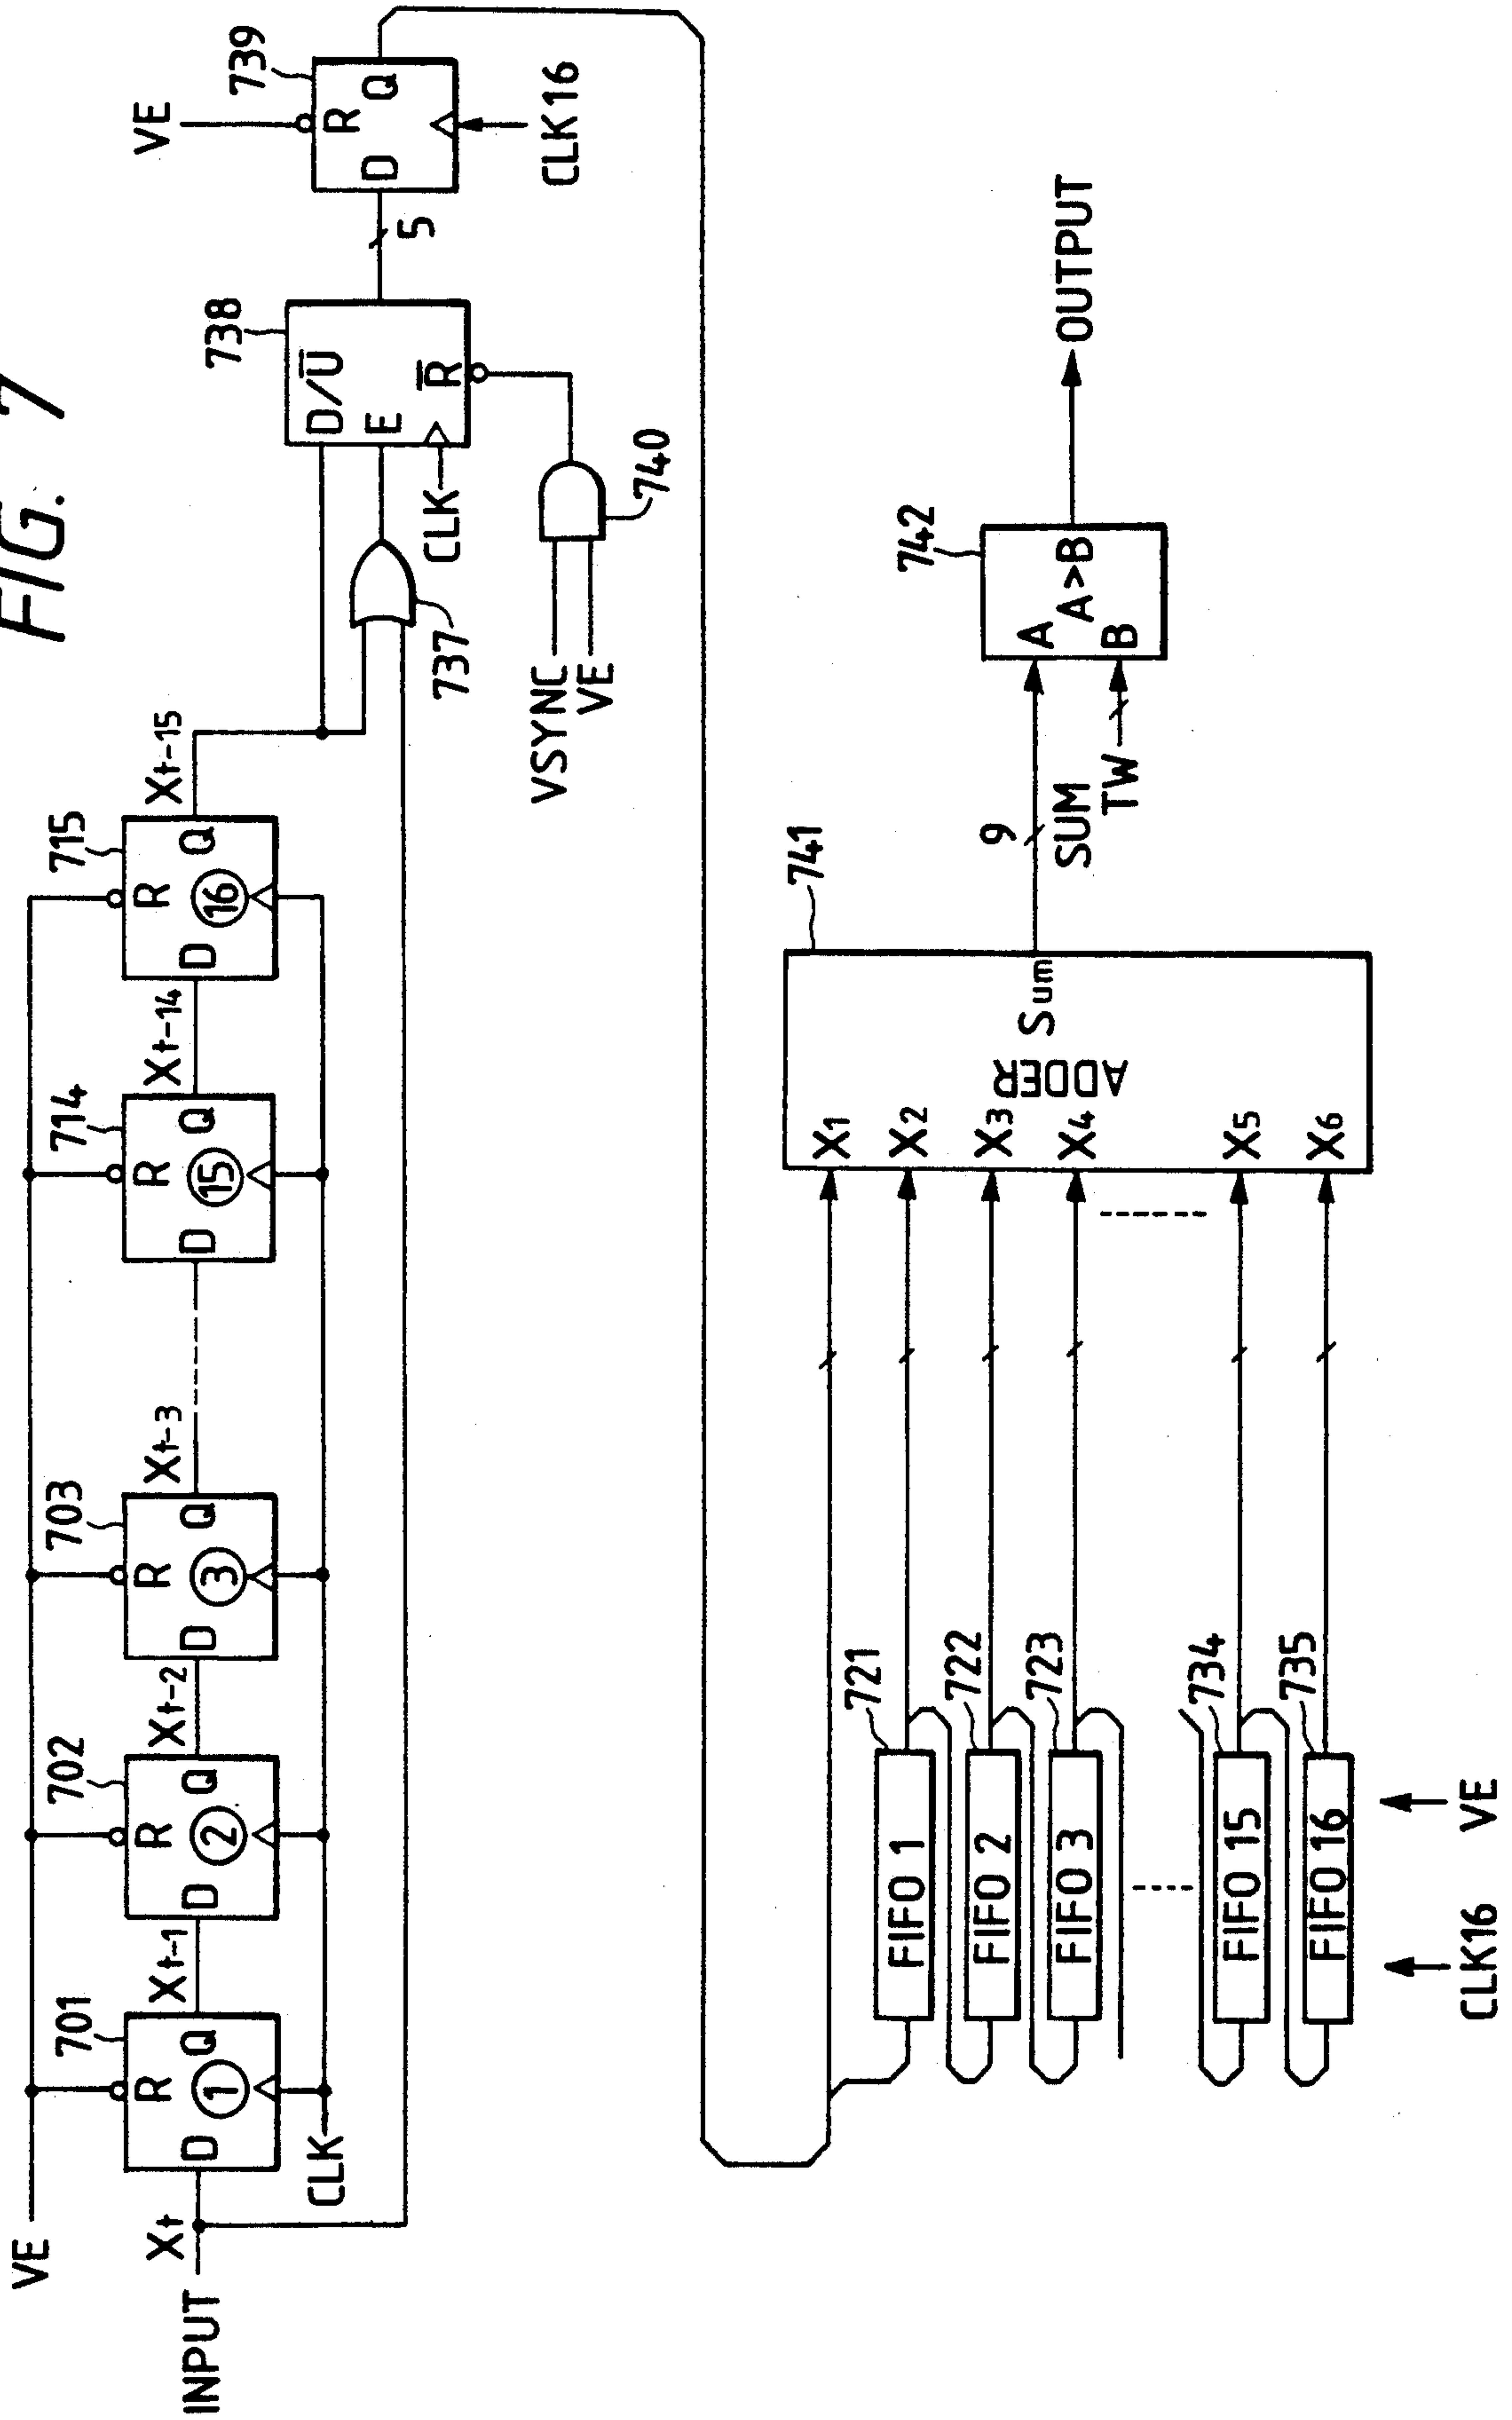 FIG. 7
VE
701
702
703
714
715
INPUT
Xt
D R Q
1
Xt-1
D R Q
2
Xt-2
D R Q
3
Xt-3
D R Q
15
Xt-14
D R Q
16
Xt-15
CLK
737
738
D/U̅
E
R̅
CLK
VSYNC
VE
740
5
VE
739
D R Q
CLK16
721
FIFO 1
722
FIFO 2
723
FIFO 3
734
FIFO 15
735
FIFO 16
CLK16
VE
741
X1
X2
X3
X4
X5
X6
ADDER
Sum
9
SUM
TW
742
A
A>B
B
OUTPUT